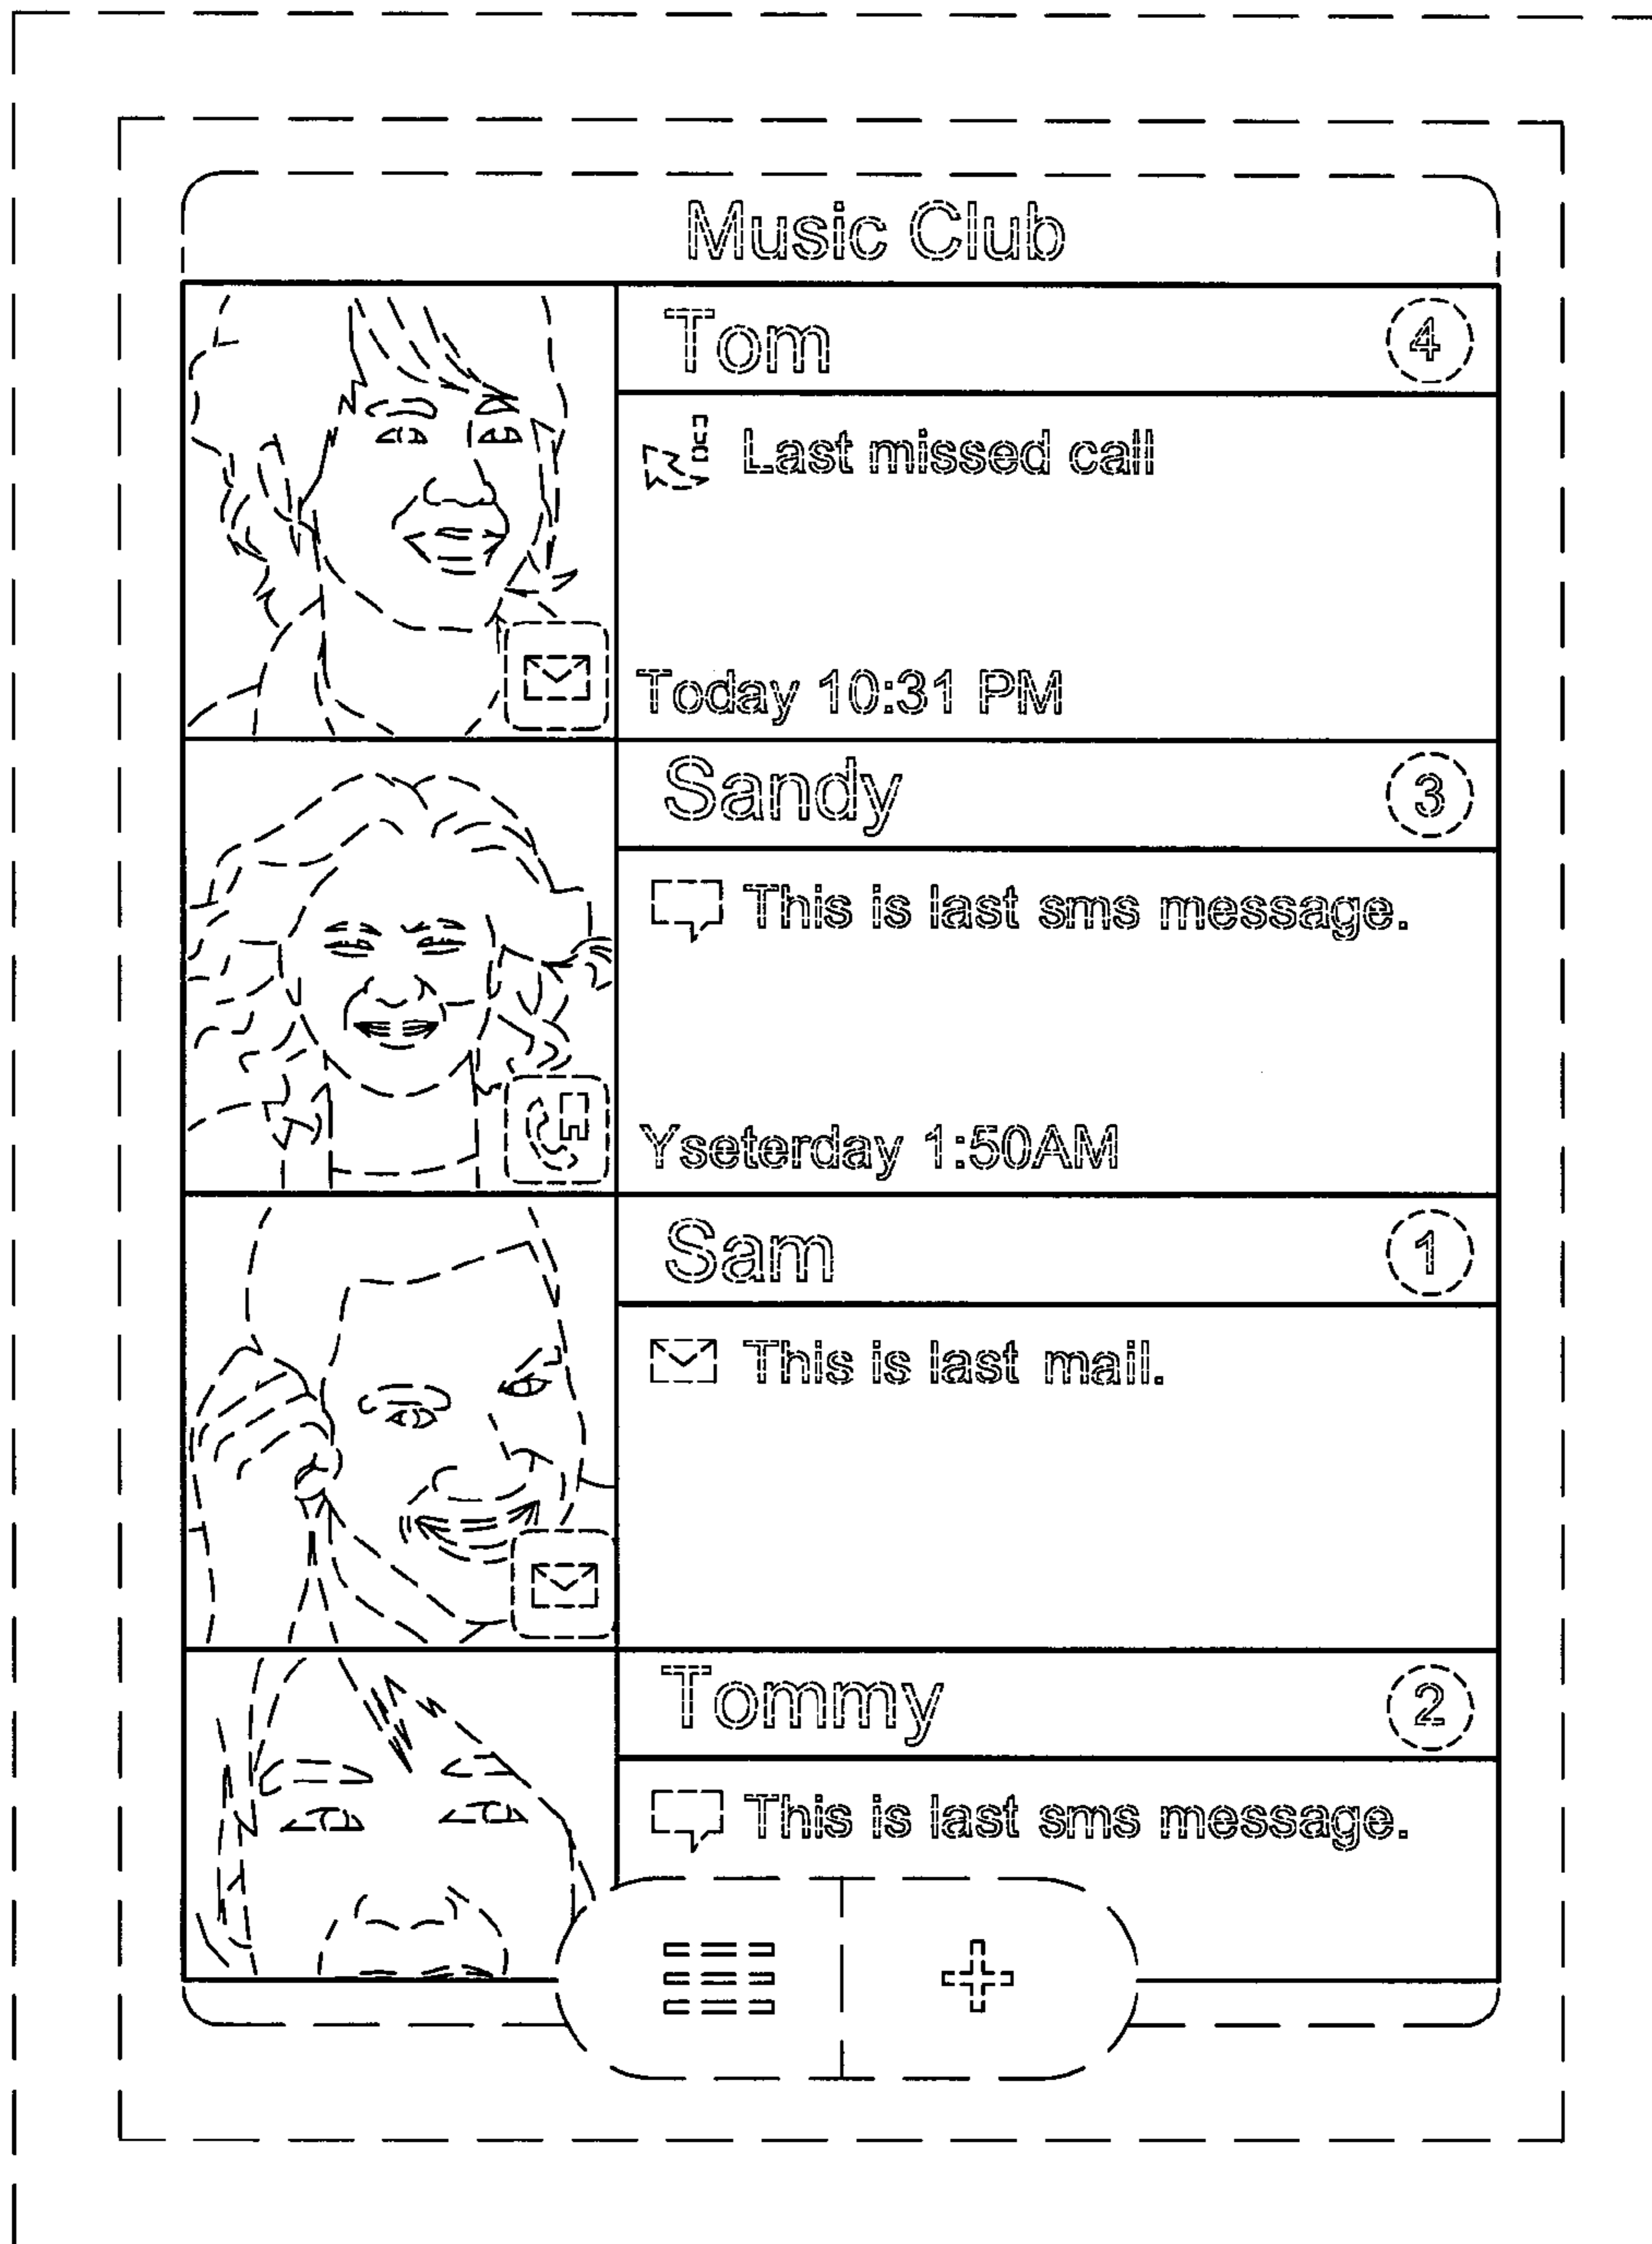 Music Club
Tom 4
Last missed call
Today 10:31 PM
Sandy 3
This is last sms message.
Yseterday 1:50AM
Sam 1
This is last mail.
Tommy 2
This is last sms message.